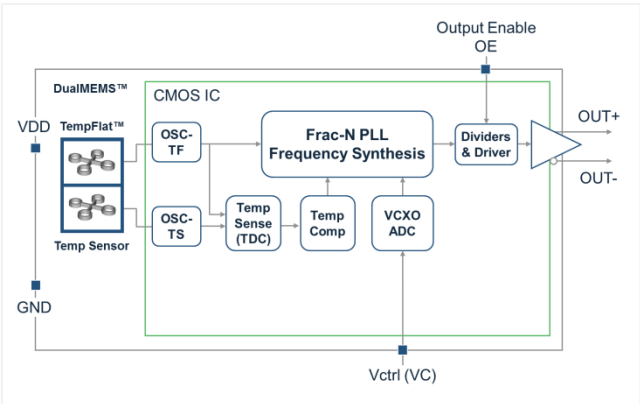 Output Enable
OE
DualMEMS™
CMOS IC
VDD
TempFlat™
OSC-
TF
Frac-N PLL
Frequency Synthesis
Dividers
& Driver
OUT+
OUT-
OSC-
TS
Temp
Sense
(TDC)
Temp
Comp
VCXO
ADC
Temp Sensor
GND
Vctrl (VC)